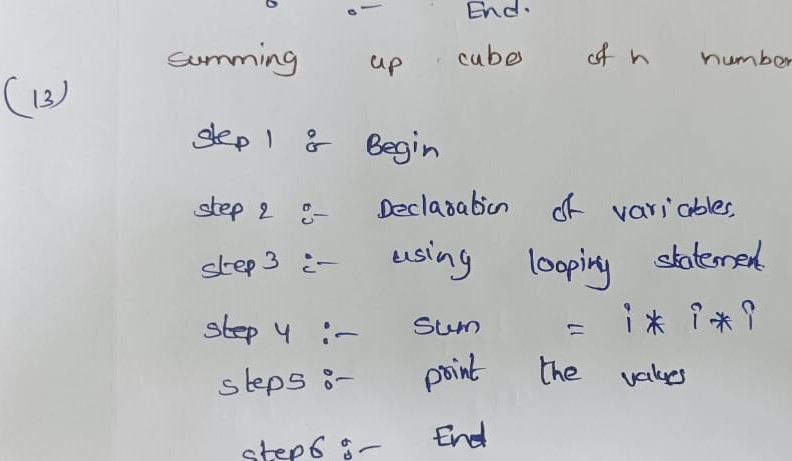 :- End.
summing up cubes of n number
(13)
step 1 :- Begin
step 2 :- Declaration of variables.
step 3 :- using looping statement
step 4 :- sum = i * i * i
step5 :- print the values
step6 :- End